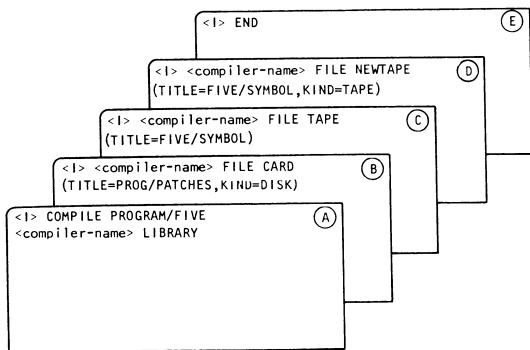 <I> END
E
<I> <compiler-name> FILE NEWTAPE
D
(TITLE=FIVE/SYMBOL,KIND=TAPE)
<I> <compiler-name> FILE TAPE
C
(TITLE=FIVE/SYMBOL)
<I> <compiler-name> FILE CARD
B
(TITLE=PROG/PATCHES,KIND=DISK)
<I> COMPILE PROGRAM/FIVE
A
<compiler-name> LIBRARY